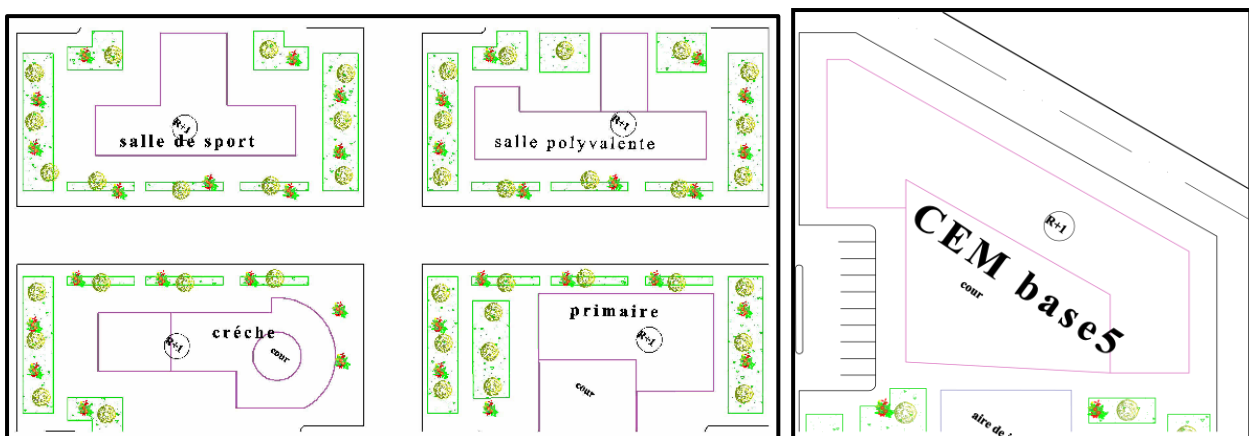 R+1
salle de sport
R+1
salle polyvalente
créche
R+1
cour
primaire
R+1
cour
R+1
CEM base5
cour
aire de